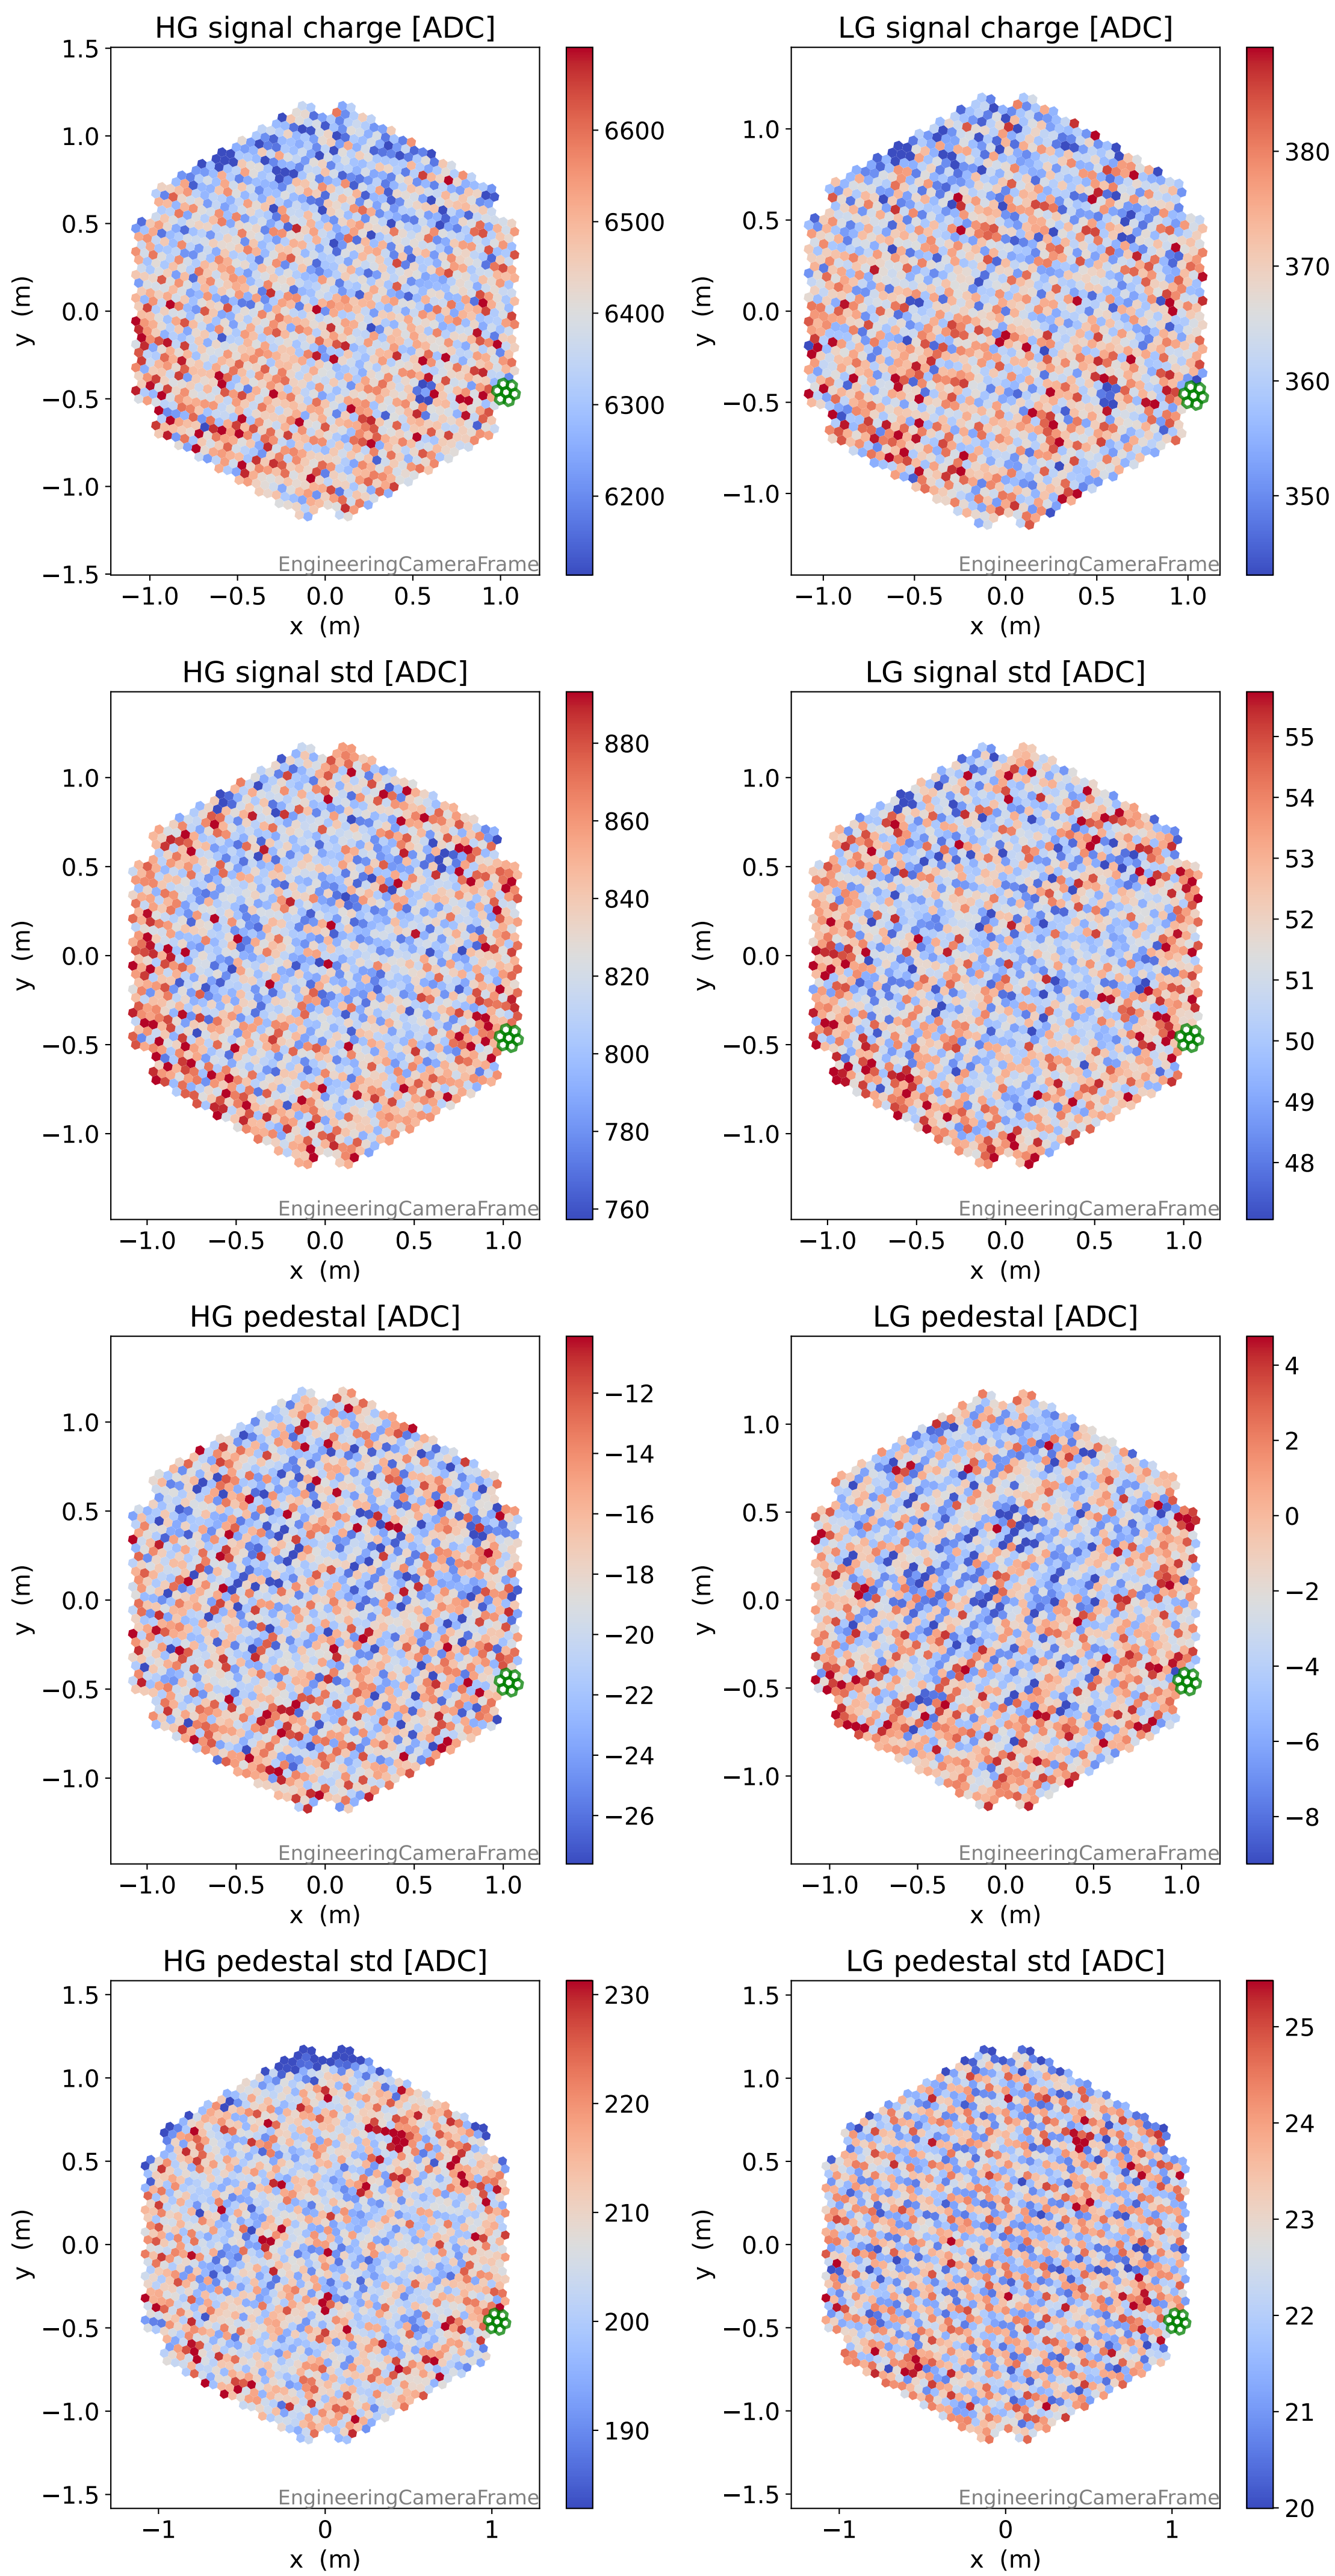 HG signal charge [ADC]
1.5
1.0
0.5
0.0
−0.5
−1.0
−1.5
y (m)
−1.0 −0.5 0.0 0.5 1.0
x (m)
EngineeringCameraFrame
6600
6500
6400
6300
6200
LG signal charge [ADC]
1.0
0.5
0.0
−0.5
−1.0
y (m)
−1.0 −0.5 0.0 0.5 1.0
x (m)
EngineeringCameraFrame
380
370
360
350
HG signal std [ADC]
1.0
0.5
0.0
−0.5
−1.0
y (m)
−1.0 −0.5 0.0 0.5 1.0
x (m)
EngineeringCameraFrame
880
860
840
820
800
780
760
LG signal std [ADC]
1.0
0.5
0.0
−0.5
−1.0
y (m)
−1.0 −0.5 0.0 0.5 1.0
x (m)
EngineeringCameraFrame
55
54
53
52
51
50
49
48
HG pedestal [ADC]
1.0
0.5
0.0
−0.5
−1.0
y (m)
−1.0 −0.5 0.0 0.5 1.0
x (m)
EngineeringCameraFrame
−12
−14
−16
−18
−20
−22
−24
−26
LG pedestal [ADC]
1.0
0.5
0.0
−0.5
−1.0
y (m)
−1.0 −0.5 0.0 0.5 1.0
x (m)
EngineeringCameraFrame
4
2
0
−2
−4
−6
−8
HG pedestal std [ADC]
1.5
1.0
0.5
0.0
−0.5
−1.0
−1.5
y (m)
−1 0 1
x (m)
EngineeringCameraFrame
230
220
210
200
190
LG pedestal std [ADC]
1.5
1.0
0.5
0.0
−0.5
−1.0
−1.5
y (m)
−1 0 1
x (m)
EngineeringCameraFrame
25
24
23
22
21
20